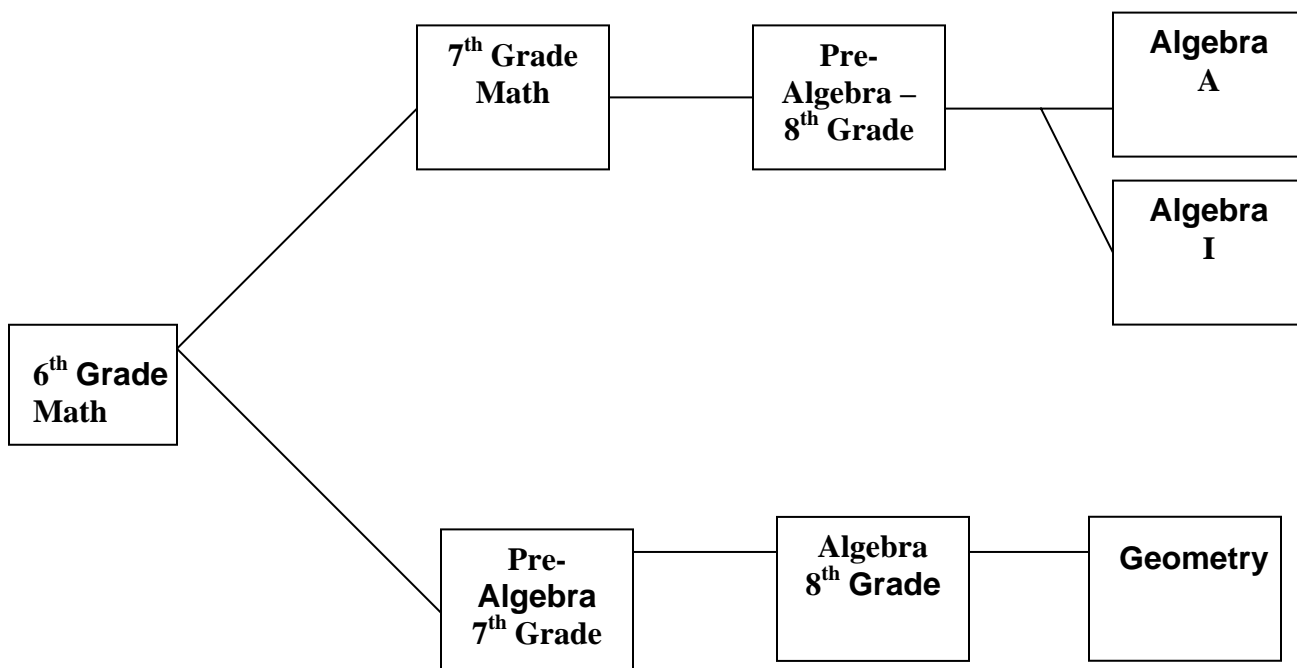 7th Grade
Math
Pre-
Algebra –
8th Grade
Algebra
A
Algebra
I
6th Grade
Math
Pre-
Algebra
7th Grade
Algebra
8th Grade
Geometry